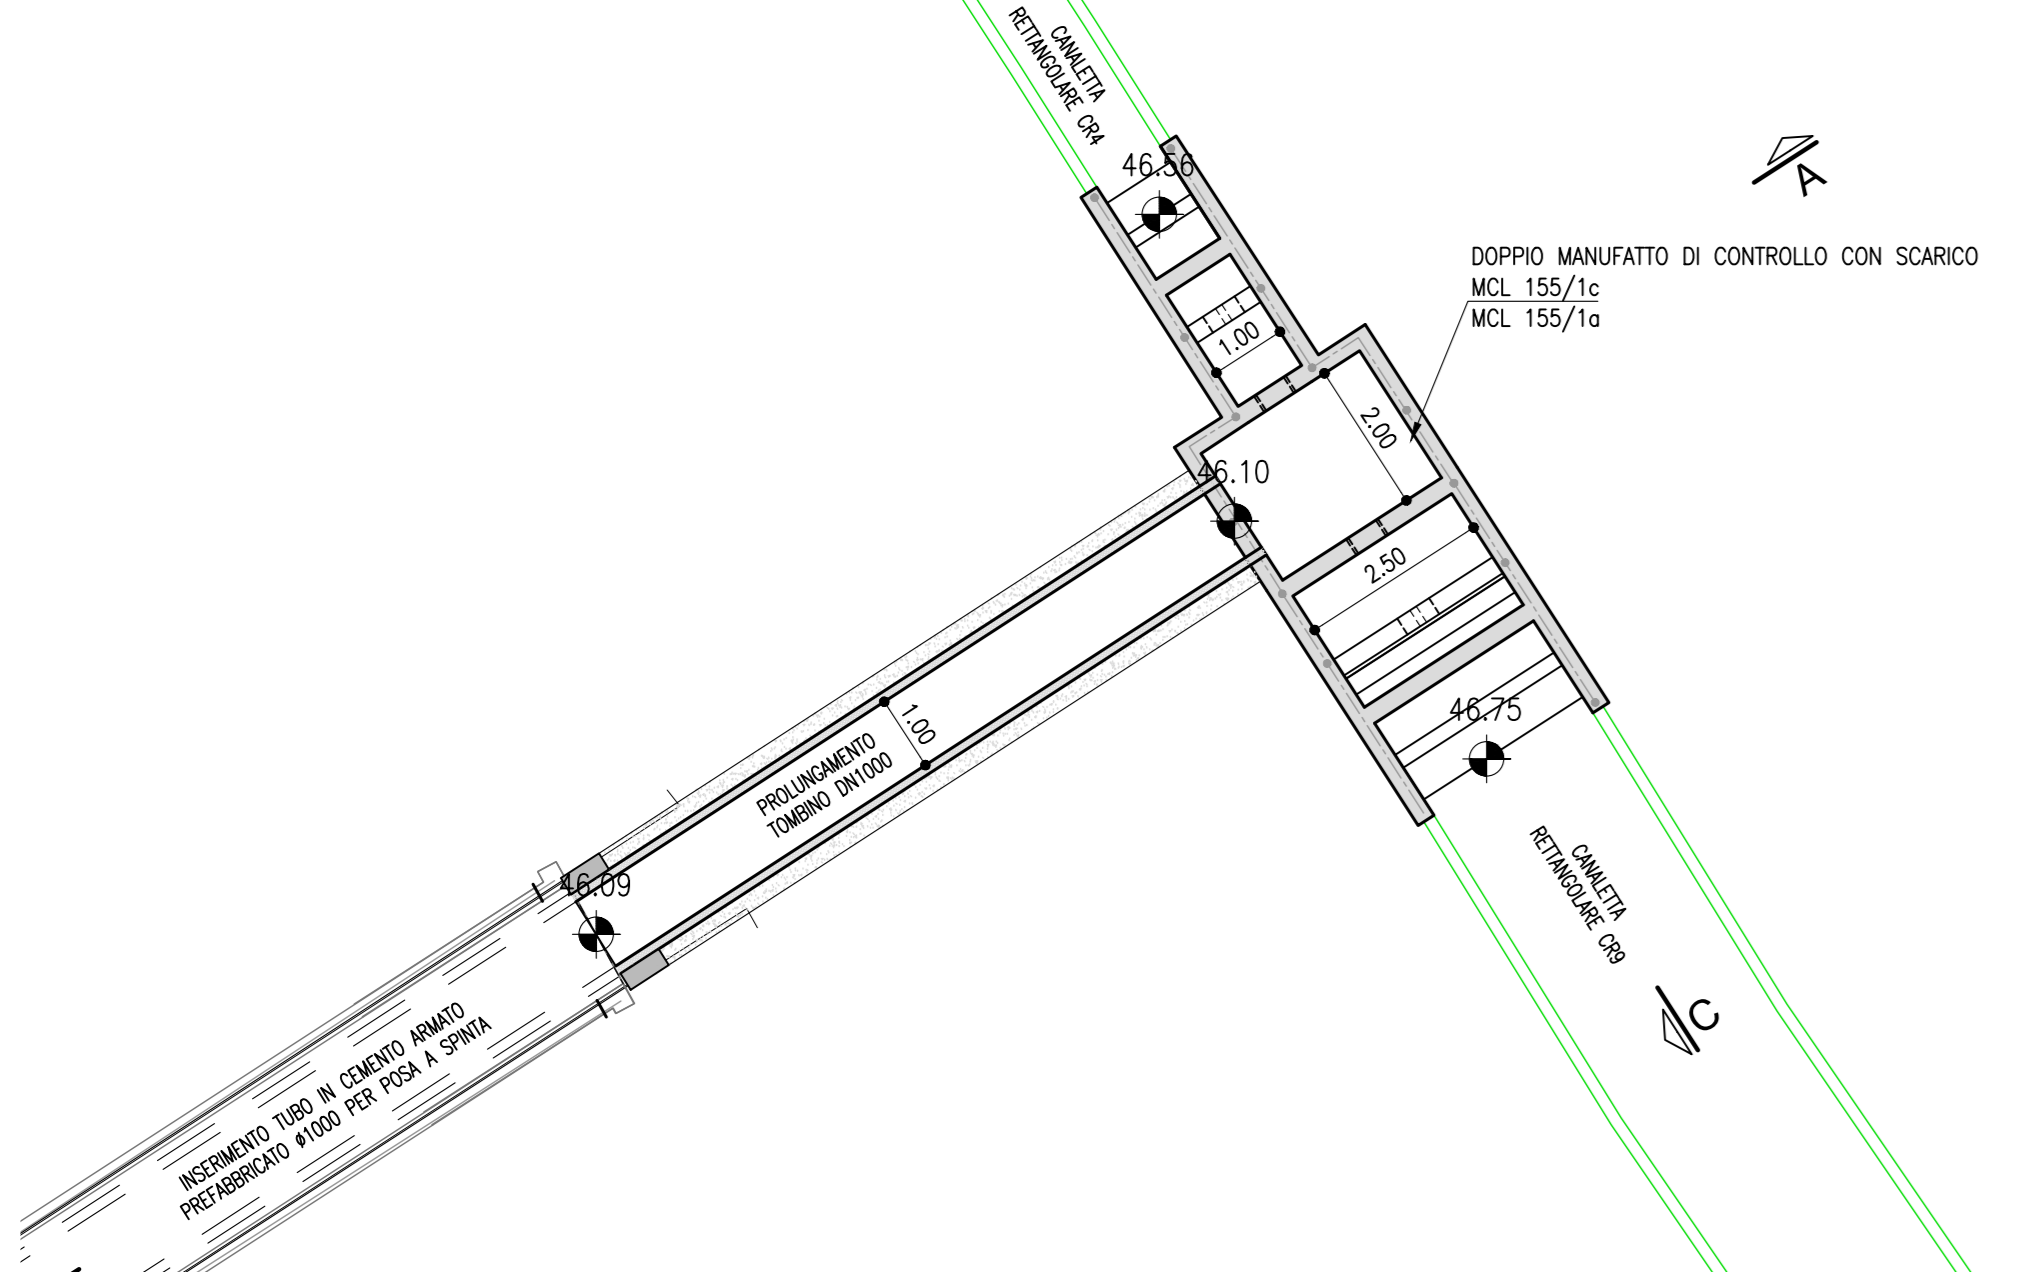 CANALETTA
RETTANGOLARE CR4
46.56
A
DOPPIO MANUFATTO DI CONTROLLO CON SCARICO
MCL 155/1c
MCL 155/1a
1.00
2.00
46.10
2.50
46.75
1.00
PROLUNGAMENTO
TOMBINO DN1000
46.09
CANALETTA
RETTANGOLARE CR9
C
INSERIMENTO TUBO IN CEMENTO ARMATO
PREFABBRICATO ø1000 PER POSA A SPINTA